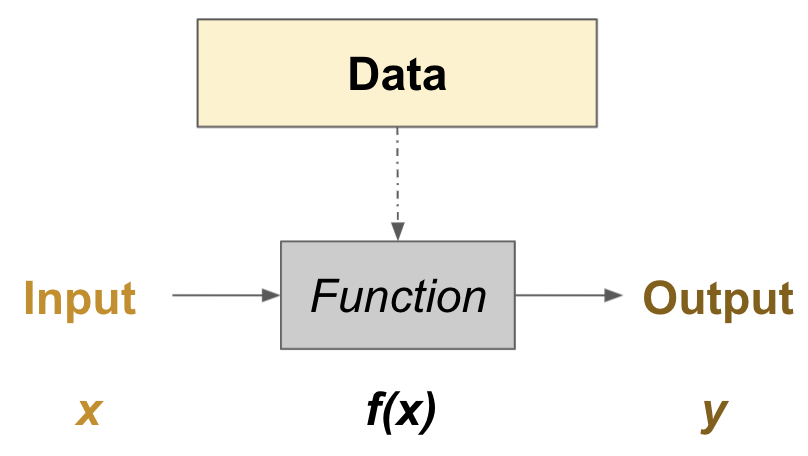 Data
Input
Function
Output
x
f(x)
y